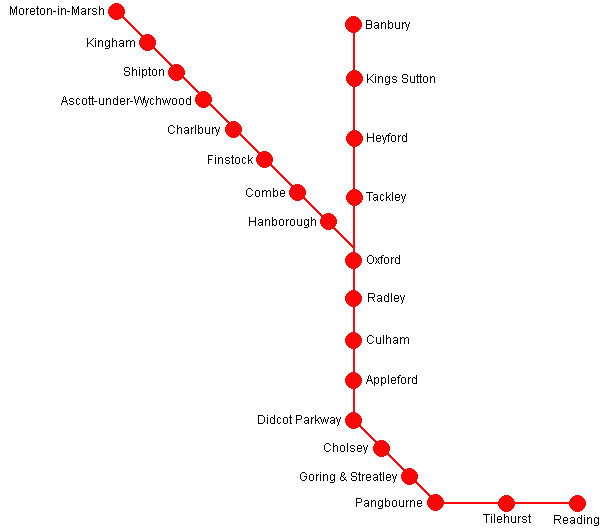 Moreton-in-Marsh
Banbury
Kingham
Shipton
Kings Sutton
Ascott-under-Wychwood
Charlbury
Heyford
Finstock
Combe
Tackley
Hanborough
Oxford
Radley
Culham
Appleford
Didcot Parkway
Cholsey
Goring & Streatley
Pangbourne
Tilehurst
Reading